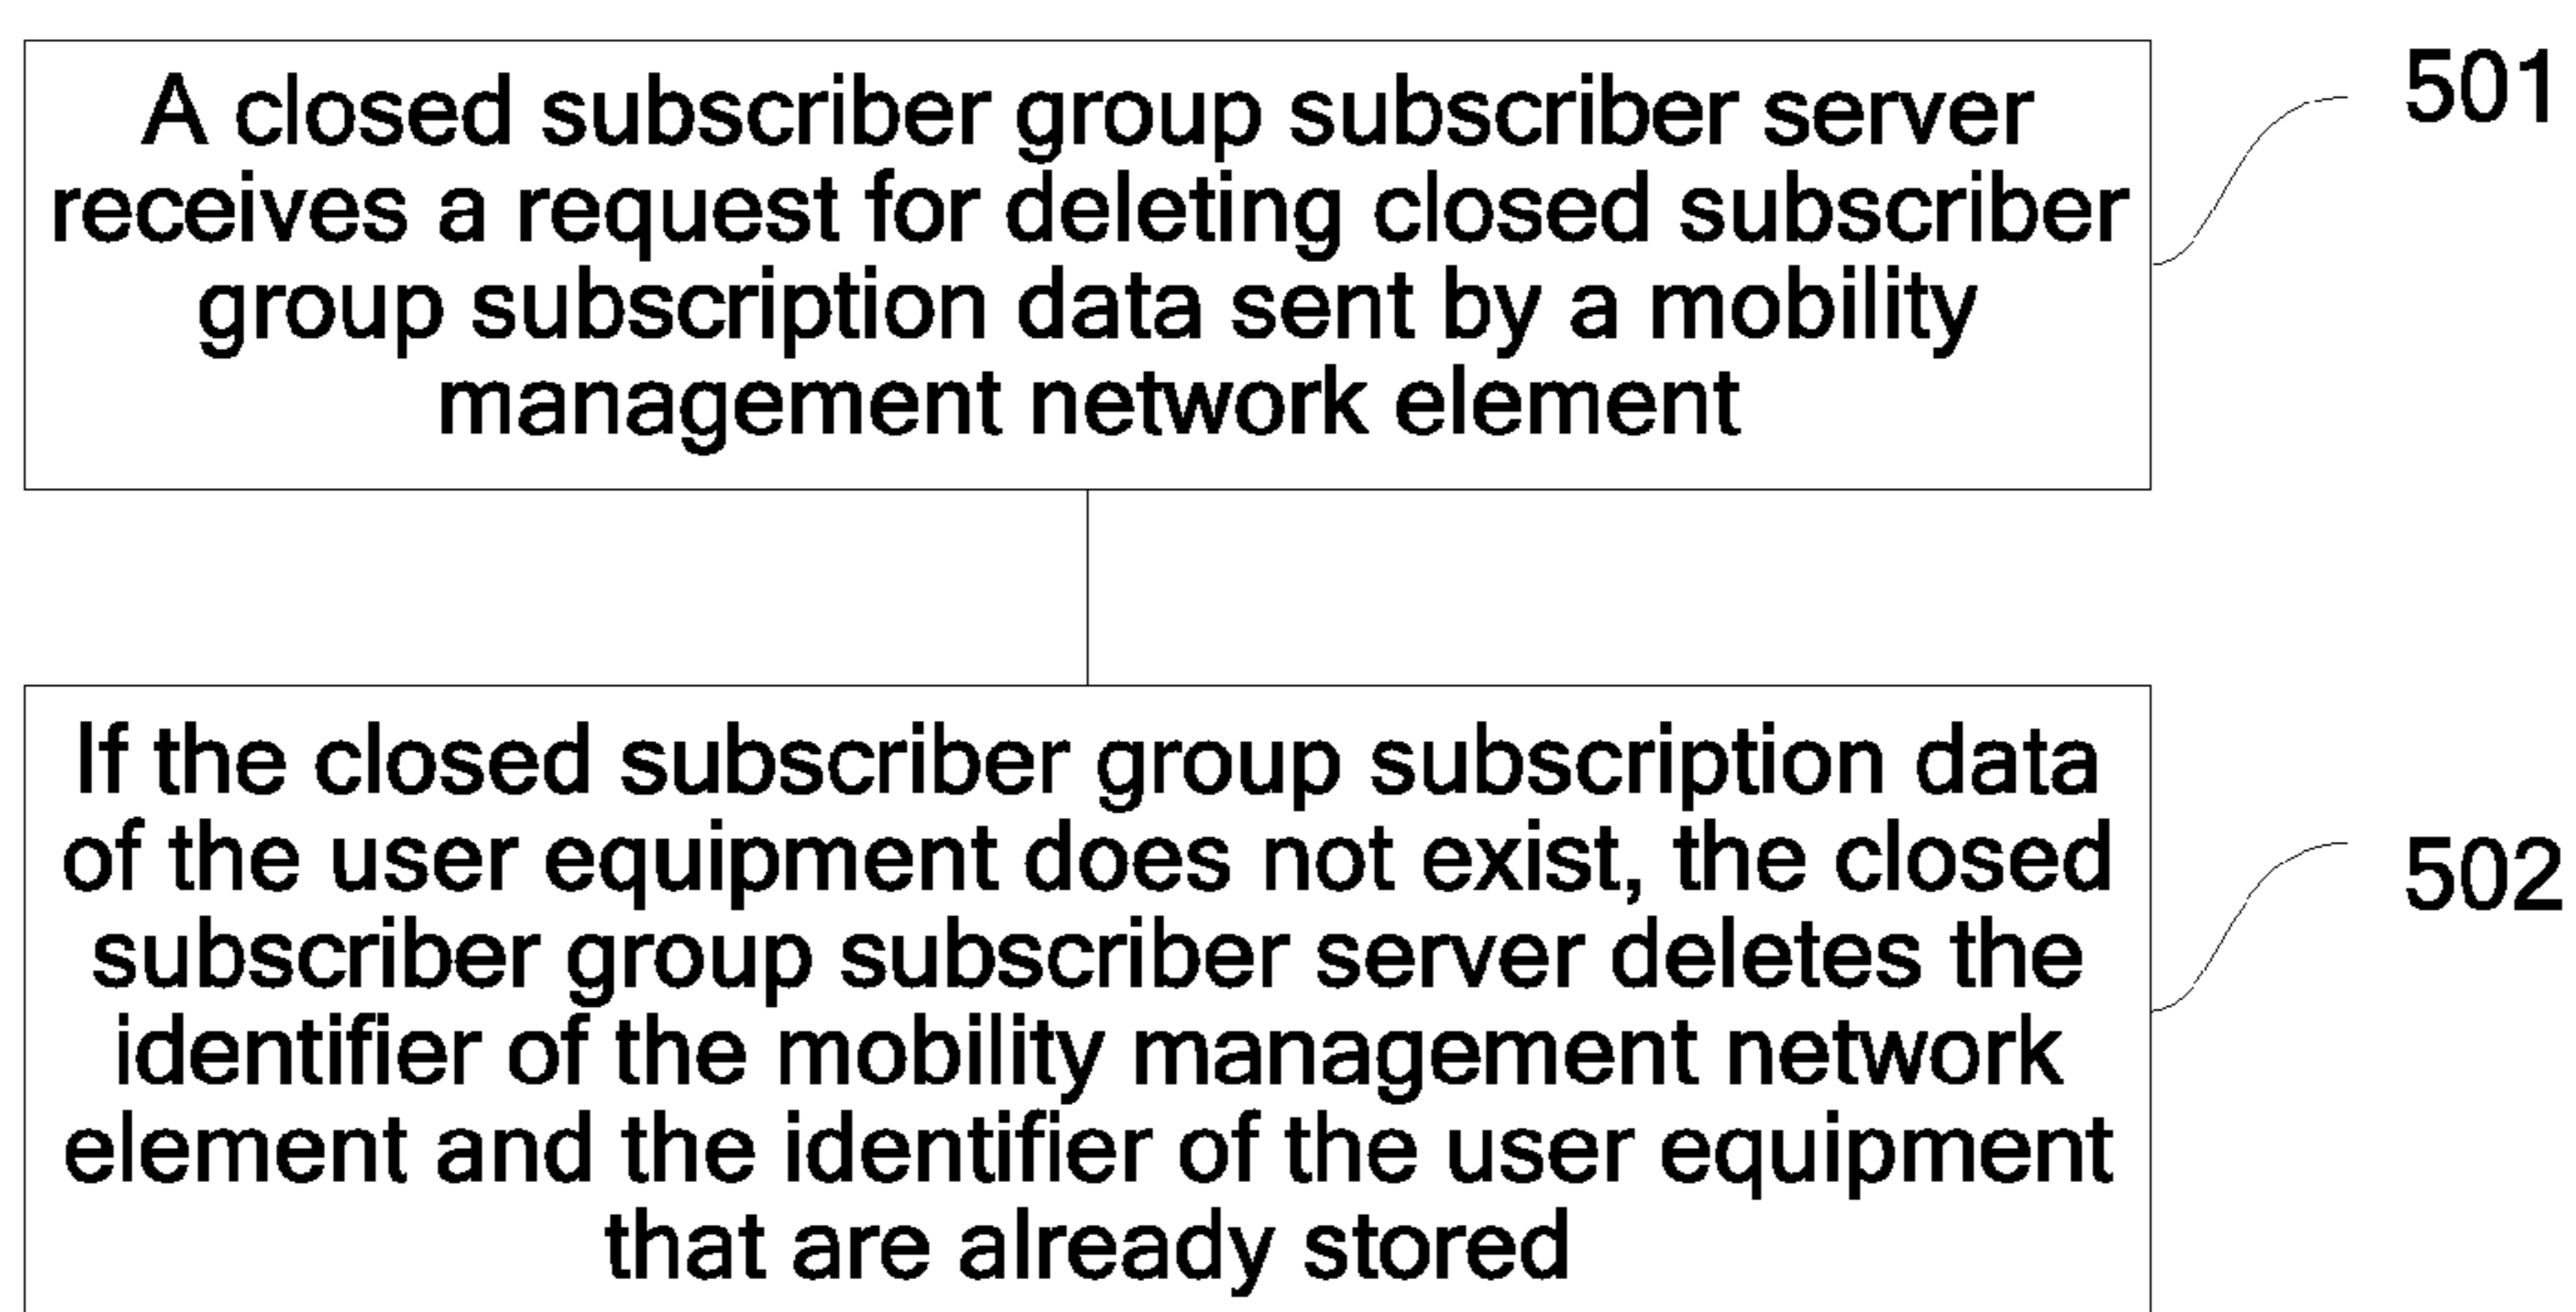 A closed subscriber group subscriber server
receives a request for deleting closed subscriber
group subscription data sent by a mobility
management network element
501
If the closed subscriber group subscription data
of the user equipment does not exist, the closed
subscriber group subscriber server deletes the
identifier of the mobility management network
element and the identifier of the user equipment
that are already stored
502